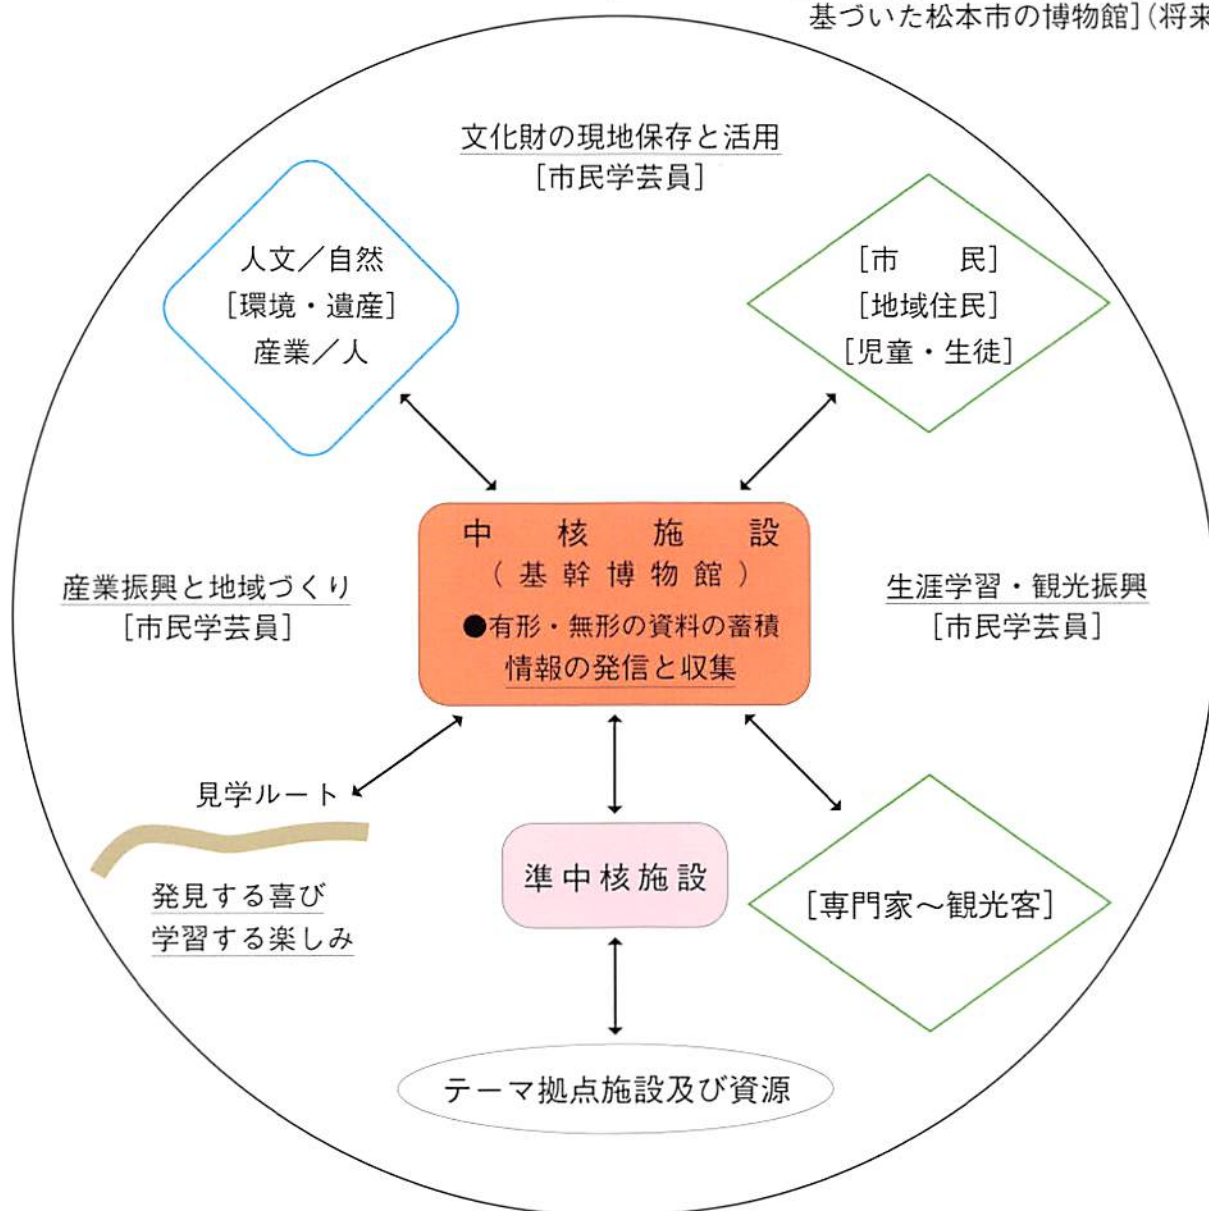 基づいた松本市の博物館](将来
文化財の現地保存と活用
[市民学芸員]
人文／自然
[環境・遺産]
産業／人
[市　　民]
[地域住民]
[児童・生徒]
中　核　施　設
（基幹博物館）
●有形・無形の資料の蓄積
情報の発信と収集
産業振興と地域づくり
[市民学芸員]
生涯学習・観光振興
[市民学芸員]
見学ルート
発見する喜び
学習する楽しみ
準中核施設
[専門家～観光客]
テーマ拠点施設及び資源